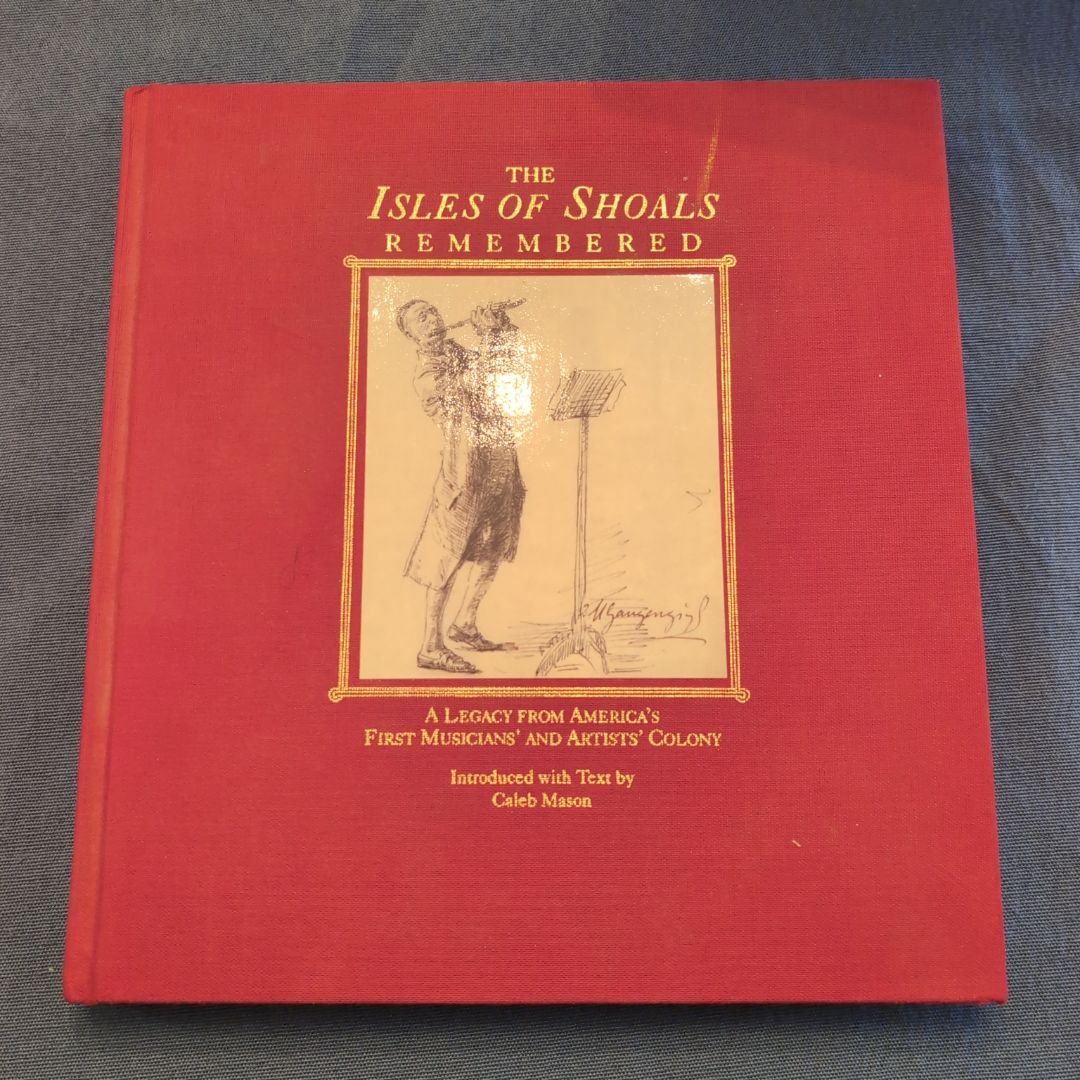 THE
ISLES OF SHOALS
REMEMBERED
A LEGACY FROM AMERICA'S
FIRST MUSICIANS' AND ARTISTS' COLONY
Introduced with Text by
Caleb Mason